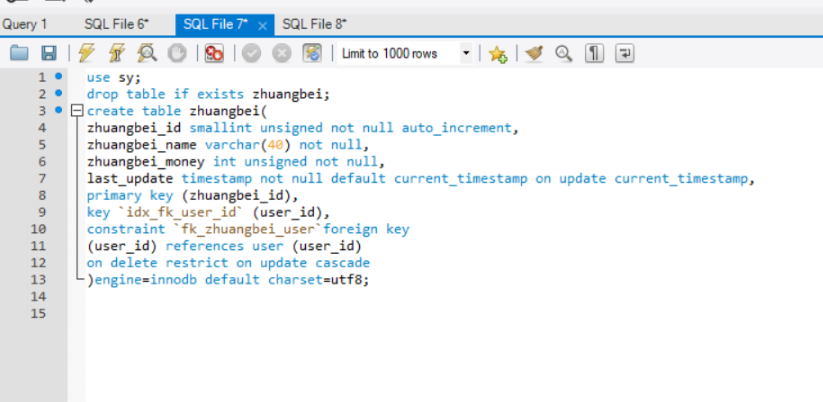 Query 1 SQL File 6* SQL File 7* × SQL File 8*
Limit to 1000 rows
1 use sy;
2 drop table if exists zhuangbei;
3 create table zhuangbei(
4 zhuangbei_id smallint unsigned not null auto_increment,
5 zhuangbei_name varchar(40) not null,
6 zhuangbei_money int unsigned not null,
7 last_update timestamp not null default current_timestamp on update current_timestamp,
8 primary key (zhuangbei_id),
9 key `idx_fk_user_id` (user_id),
10 constraint `fk_zhuangbei_user`foreign key
11 (user_id) references user (user_id)
12 on delete restrict on update cascade
13 )engine=innodb default charset=utf8;
14
15